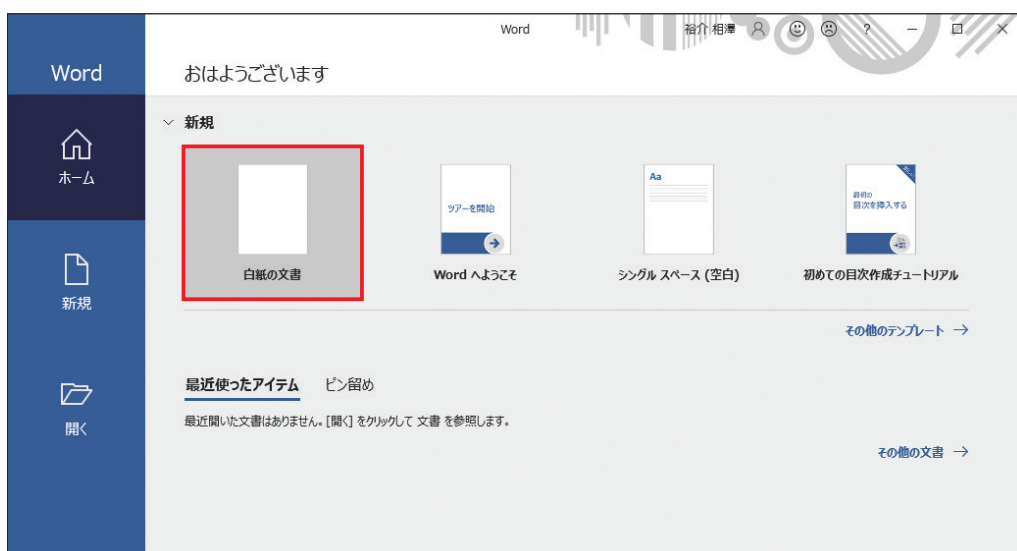 Word
裕介 相澤
?
Word
おはようございます
ホーム
新規
開く
新規
白紙の文書
ツアーを開始
Word へようこそ
Aa
シングル スペース (空白)
最初の
目次を挿入する
初めての目次作成チュートリアル
その他のテンプレート →
最近使ったアイテム ピン留め
最近開いた文書はありません。[開く] をクリックして 文書 を参照します。
その他の文書 →